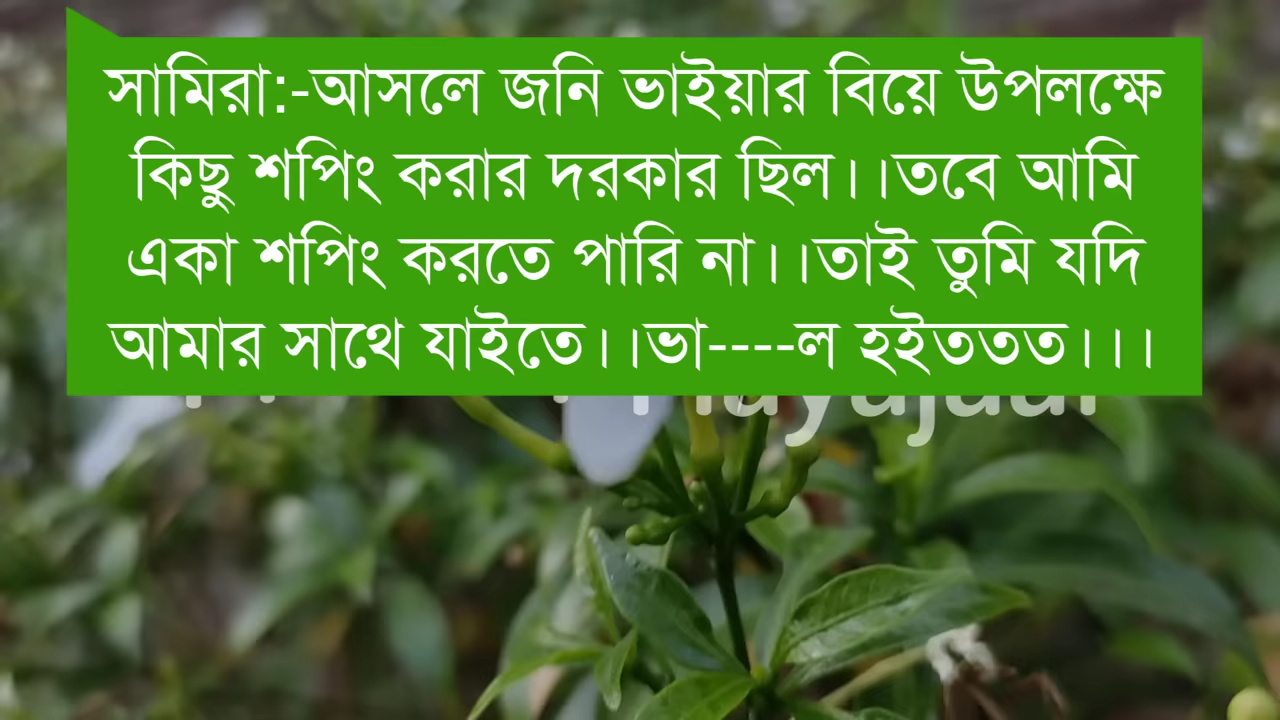 সামিরা:-আসলে জনি ভাইয়ার বিয়ে উপলক্ষে
কিছু শপিং করার দরকার ছিল।।তবে আমি
একা শপিং করতে পারি না।।তাই তুমি যদি
আমার সাথে যাইতে।।ভা----ল হইততত।।।